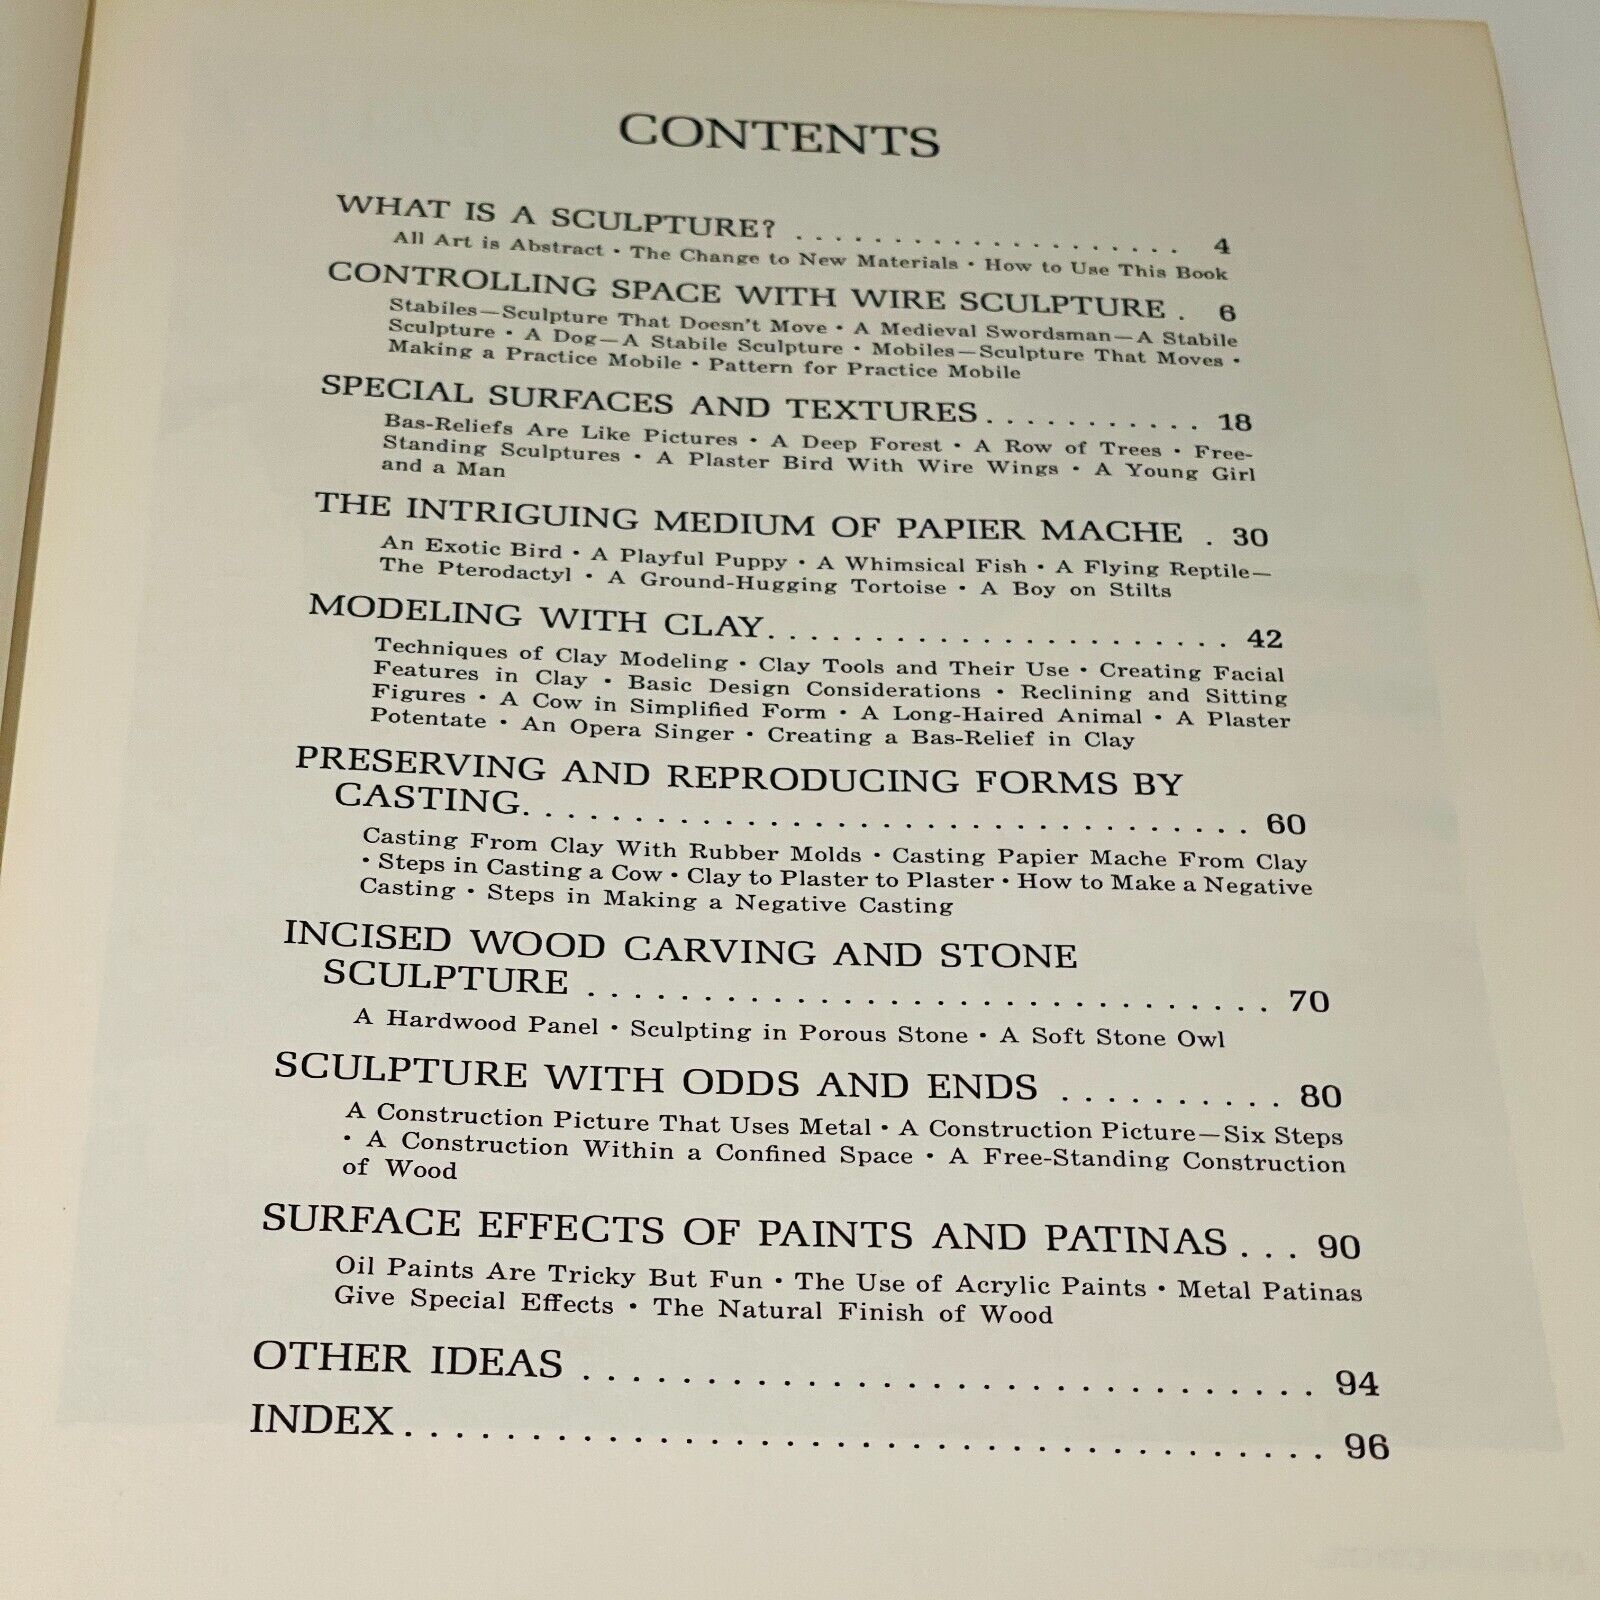 CONTENTS
WHAT IS A SCULPTURE? . . . . . . . . . . . . . . . . 4
All Art is Abstract • The Change to New Materials • How to Use This Book
CONTROLLING SPACE WITH WIRE SCULPTURE . 6
Stabiles—Sculpture That Doesn't Move • A Medieval Swordsman—A Stabile
Sculpture • A Dog—A Stabile Sculpture • Mobiles—Sculpture That Moves •
Making a Practice Mobile • Pattern for Practice Mobile
SPECIAL SURFACES AND TEXTURES . . . . . . . . . . . 18
Bas-Reliefs Are Like Pictures • A Deep Forest • A Row of Trees • Free-
Standing Sculptures • A Plaster Bird With Wire Wings • A Young Girl
and a Man
THE INTRIGUING MEDIUM OF PAPIER MACHE . 30
An Exotic Bird • A Playful Puppy • A Whimsical Fish • A Flying Reptile—
The Pterodactyl • A Ground-Hugging Tortoise • A Boy on Stilts
MODELING WITH CLAY . . . . . . . . . . . . . . . . . . . 42
Techniques of Clay Modeling • Clay Tools and Their Use • Creating Facial
Features in Clay • Basic Design Considerations • Reclining and Sitting
Figures • A Cow in Simplified Form • A Long-Haired Animal • A Plaster
Potentate • An Opera Singer • Creating a Bas-Relief in Clay
PRESERVING AND REPRODUCING FORMS BY
CASTING . . . . . . . . . . . . . . . . . . . . . . . . . . . . . 60
Casting From Clay With Rubber Molds • Casting Papier Mache From Clay
• Steps in Casting a Cow • Clay to Plaster to Plaster • How to Make a Negative
Casting • Steps in Making a Negative Casting
INCISED WOOD CARVING AND STONE
SCULPTURE . . . . . . . . . . . . . . . . . . . . . . . . . . . 70
A Hardwood Panel • Sculpting in Porous Stone • A Soft Stone Owl
SCULPTURE WITH ODDS AND ENDS . . . . . . . . . . 80
A Construction Picture That Uses Metal • A Construction Picture—Six Steps
• A Construction Within a Confined Space • A Free-Standing Construction
of Wood
SURFACE EFFECTS OF PAINTS AND PATINAS . . . 90
Oil Paints Are Tricky But Fun • The Use of Acrylic Paints • Metal Patinas
Give Special Effects • The Natural Finish of Wood
OTHER IDEAS . . . . . . . . . . . . . . . . . . . . . . . . . . . . . 94
INDEX . . . . . . . . . . . . . . . . . . . . . . . . . . . . . . . . . . . . 96